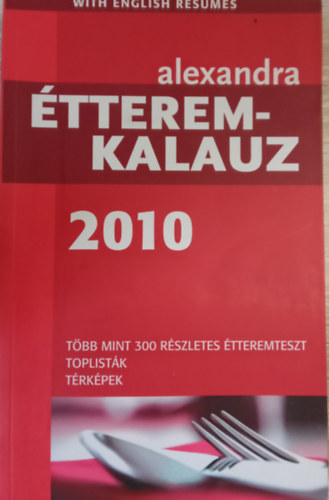 WITH ENGLISH RESUMES
alexandra
ÉTTEREM-
KALAUZ
2010
TÖBB MINT 300 RÉSZLETES ÉTTEREMTESZT
TOPLISTÁK
TÉRKÉPEK